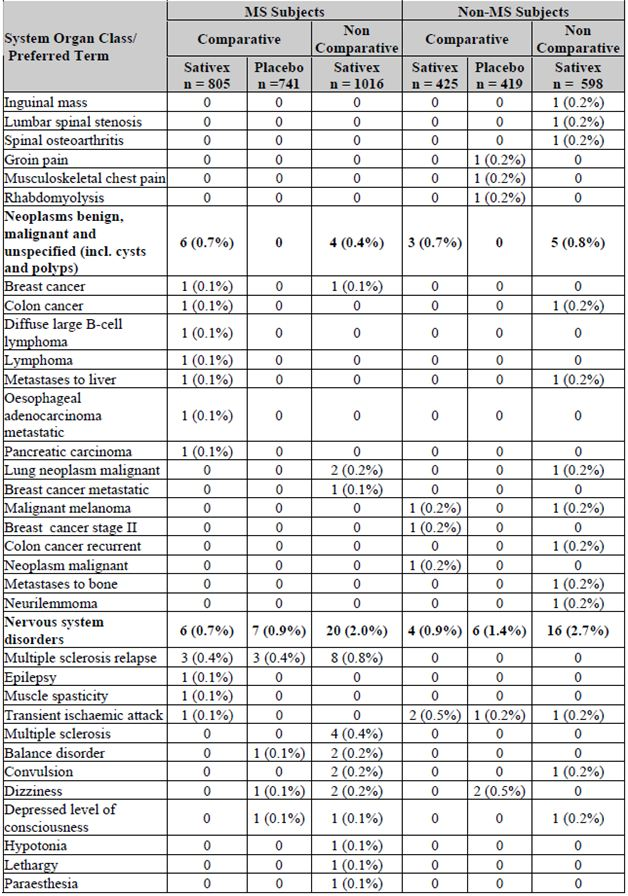 System Organ Class/ Preferred Term | MS Subjects | Non-MS Subjects
Comparative | Non Comparative | Comparative | Non Comparative
Sativex n = 805 | Placebo n =741 | Sativex n = 1016 | Sativex n = 425 | Placebo n = 419 | Sativex n = 598
Inguinal mass | 0 | 0 | 0 | 0 | 0 | 1 (0.2%)
Lumbar spinal stenosis | 0 | 0 | 0 | 0 | 0 | 1 (0.2%)
Spinal osteoarthritis | 0 | 0 | 0 | 0 | 0 | 1 (0.2%)
Groin pain | 0 | 0 | 0 | 0 | 1 (0.2%) | 0
Musculoskeletal chest pain | 0 | 0 | 0 | 0 | 1 (0.2%) | 0
Rhabdomyolysis | 0 | 0 | 0 | 0 | 1 (0.2%) | 0
Neoplasms benign, malignant and unspecified (incl. cysts and polyps) | 6 (0.7%) | 0 | 4 (0.4%) | 3 (0.7%) | 0 | 5 (0.8%)
Breast cancer | 1 (0.1%) | 0 | 1 (0.1%) | 0 | 0 | 0
Colon cancer | 1 (0.1%) | 0 | 0 | 0 | 0 | 1 (0.2%)
Diffuse large B-cell lymphoma | 1 (0.1%) | 0 | 0 | 0 | 0 | 0
Lymphoma | 1 (0.1%) | 0 | 0 | 0 | 0 | 0
Metastases to liver | 1 (0.1%) | 0 | 0 | 0 | 0 | 1 (0.2%)
Oesophageal adenocarcinoma metastatic | 1 (0.1%) | 0 | 0 | 0 | 0 | 0
Pancreatic carcinoma | 1 (0.1%) | 0 | 0 | 0 | 0 | 0
Lung neoplasm malignant | 0 | 0 | 2 (0.2%) | 0 | 0 | 1 (0.2%)
Breast cancer metastatic | 0 | 0 | 1 (0.1%) | 0 | 0 | 0
Malignant melanoma | 0 | 0 | 0 | 1 (0.2%) | 0 | 1 (0.2%)
Breast cancer stage II | 0 | 0 | 0 | 1 (0.2%) | 0 | 0
Colon cancer recurrent | 0 | 0 | 0 | 0 | 0 | 1 (0.2%)
Neoplasm malignant | 0 | 0 | 0 | 1 (0.2%) | 0 | 0
Metastases to bone | 0 | 0 | 0 | 0 | 0 | 1 (0.2%)
Neurilemmoma | 0 | 0 | 0 | 0 | 0 | 1 (0.2%)
Nervous system disorders | 6 (0.7%) | 7 (0.9%) | 20 (2.0%) | 4 (0.9%) | 6 (1.4%) | 16 (2.7%)
Multiple sclerosis relapse | 3 (0.4%) | 3 (0.4%) | 8 (0.8%) | 0 | 0 | 0
Epilepsy | 1 (0.1%) | 0 | 0 | 0 | 0 | 0
Muscle spasticity | 1 (0.1%) | 0 | 0 | 0 | 0 | 0
Transient ischaemic attack | 1 (0.1%) | 0 | 0 | 2 (0.5%) | 1 (0.2%) | 1 (0.2%)
Multiple sclerosis | 0 | 0 | 4 (0.4%) | 0 | 0 | 0
Balance disorder | 0 | 1 (0.1%) | 2 (0.2%) | 0 | 0 | 0
Convulsion | 0 | 0 | 2 (0.2%) | 0 | 0 | 1 (0.2%)
Dizziness | 0 | 1 (0.1%) | 2 (0.2%) | 0 | 2 (0.5%) | 0
Depressed level of consciousness | 0 | 1 (0.1%) | 1 (0.1%) | 0 | 0 | 1 (0.2%)
Hypotonia | 0 | 0 | 1 (0.1%) | 0 | 0 | 0
Lethargy | 0 | 0 | 1 (0.1%) | 0 | 0 | 0
Paraesthesia | 0 | 0 | 1 (0.1%) | 0 | 0 | 0